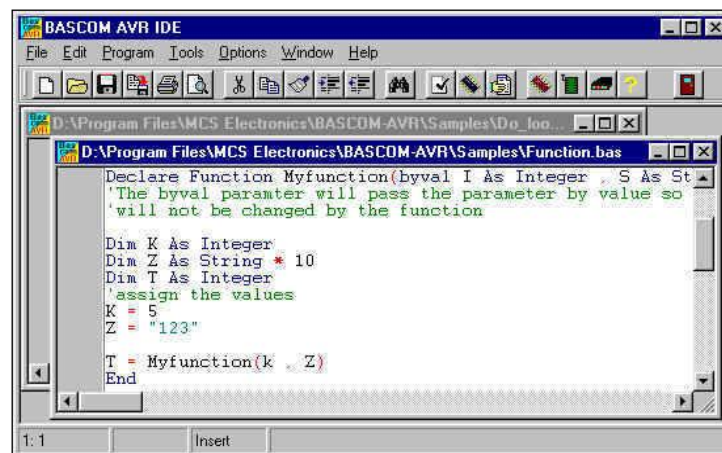 BASCOM AVR IDE
File Edit Program Tools Options Window Help
D:\Program Files\MCS Electronics\BASCOM-AVR\Samples\Do_loo...
D:\Program Files\MCS Electronics\BASCOM-AVR\Samples\Function.bas
Declare Function Myfunction(byval I As Integer , S As St
'The byval paramter will pass the parameter by value so
'will not be changed by the function
Dim K As Integer
Dim Z As String * 10
Dim T As Integer
'assign the values
K = 5
Z = "123"
T = Myfunction(k , Z)
End
1: 1 Insert